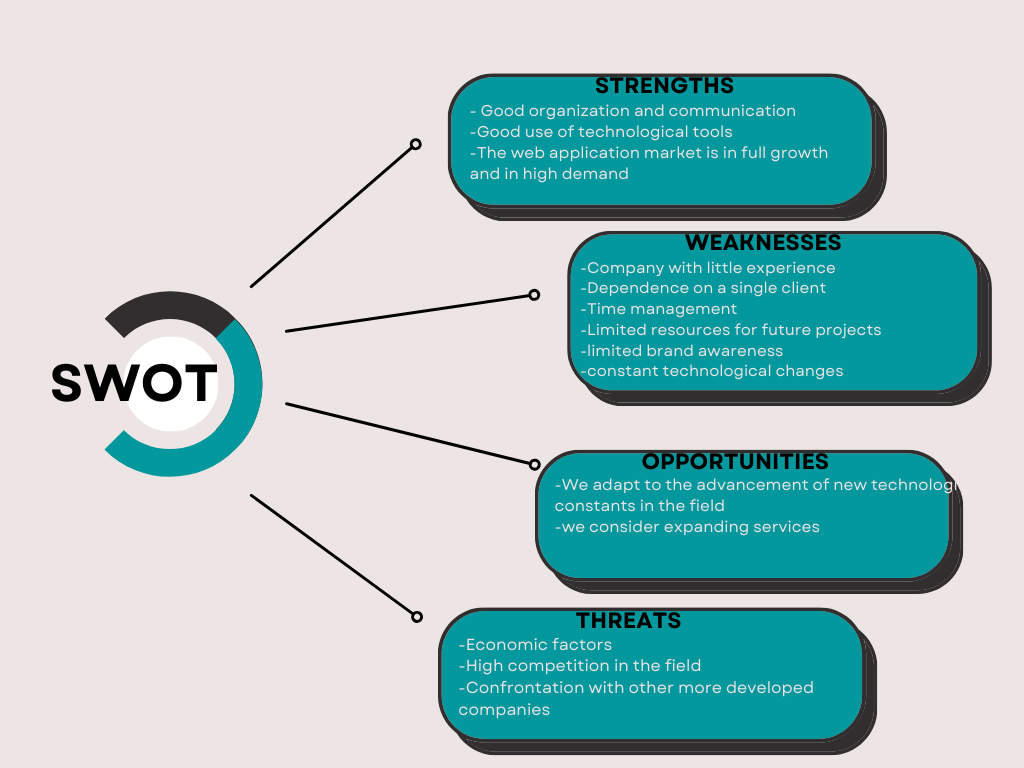 STRENGTHS
- Good organization and communication
-Good use of technological tools
-The web application market is in full growth
and in high demand
WEAKNESSES
-Company with little experience
-Dependence on a single client
-Time management
-Limited resources for future projects
-limited brand awareness
-constant technological changes
SWOT
OPPORTUNITIES
-We adapt to the advancement of new technologi
constants in the field
-we consider expanding services
THREATS
-Economic factors
-High competition in the field
-Confrontation with other more developed
companies